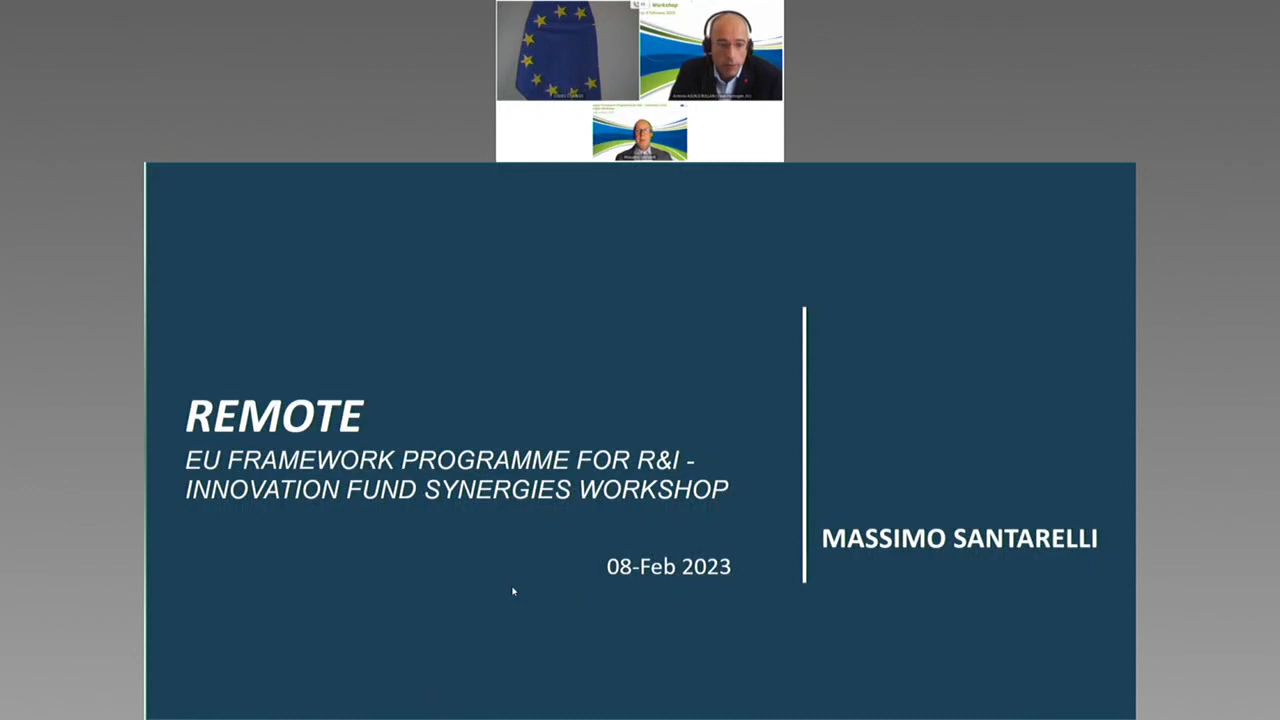 Workshop
REMOTE
EU FRAMEWORK PROGRAMME FOR R&I -
INNOVATION FUND SYNERGIES WORKSHOP
08-Feb 2023
MASSIMO SANTARELLI